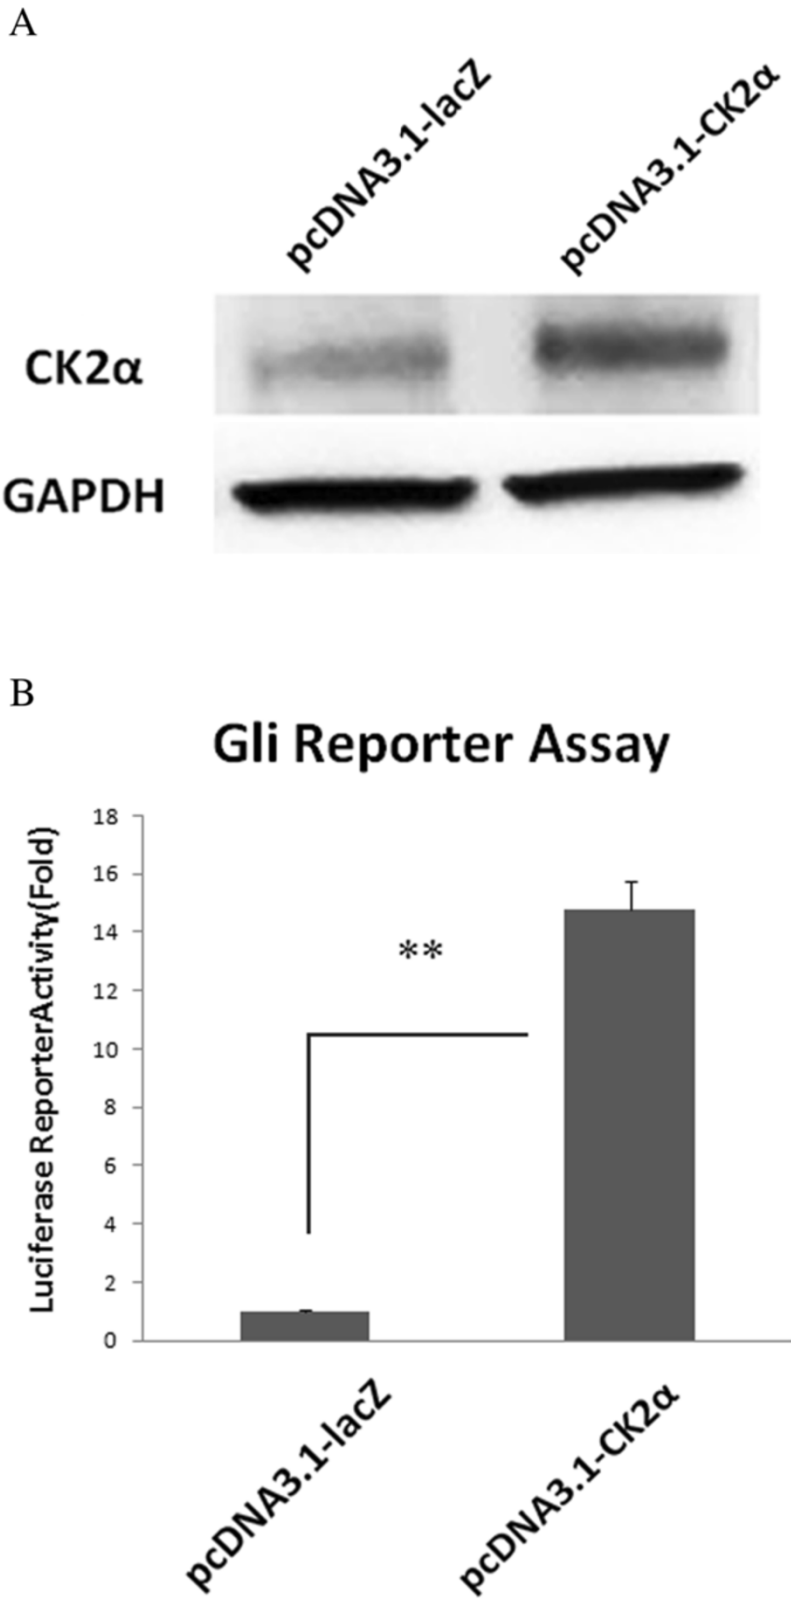 A
pcDNA3.1-lacZ
pcDNA3.1-CK2α
CK2α
GAPDH
B
Gli Reporter Assay
Luciferase ReporterActivity(Fold)
18
16
14
12
10
8
6
4
2
0
**
pcDNA3.1-lacZ
pcDNA3.1-CK2α